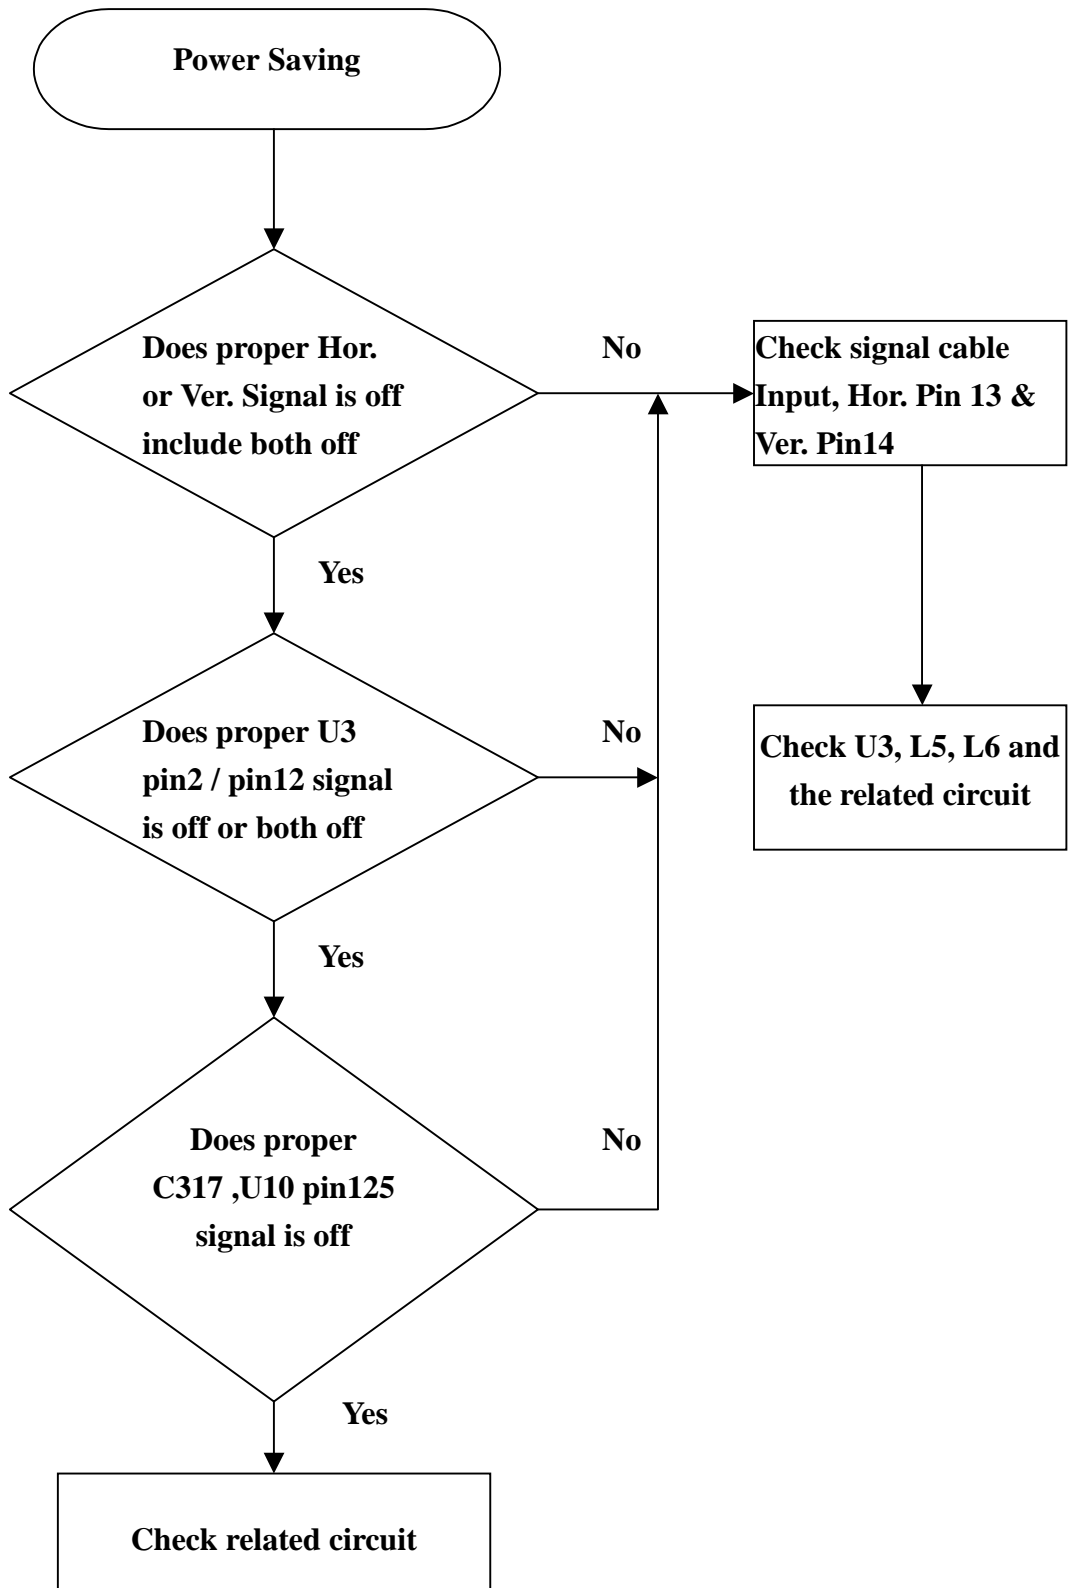 Power Saving
Does proper Hor.
or Ver. Signal is off
include both off
No
Check signal cable
Input, Hor. Pin 13 &
Ver. Pin14
Yes
Does proper U3
pin2 / pin12 signal
is off or both off
No
Check U3, L5, L6 and
the related circuit
Yes
Does proper
C317 ,U10 pin125
signal is off
No
Yes
Check related circuit